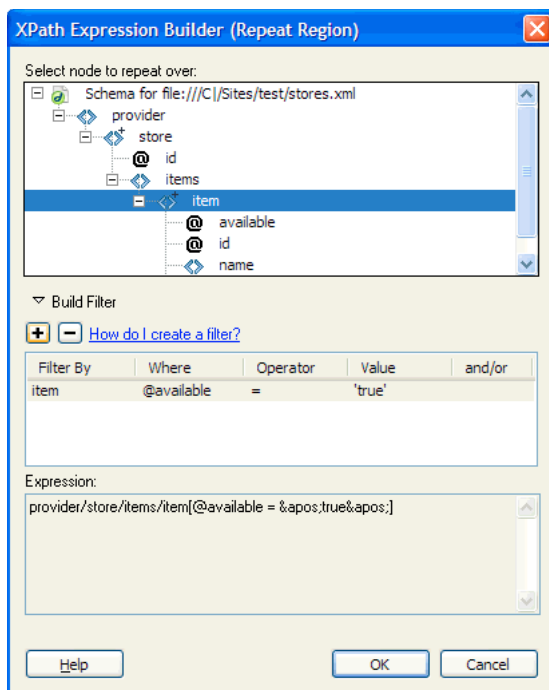 XPath Expression Builder (Repeat Region)
Select node to repeat over:
Schema for file:///C|/Sites/test/stores.xml
provider
store
@ id
items
item
@ available
@ id
name
Build Filter
How do I create a filter?
Filter By Where Operator Value and/or
item @available = 'true'
Expression:
provider/store/items/item[@available = &apos;true&apos;]
Help OK Cancel